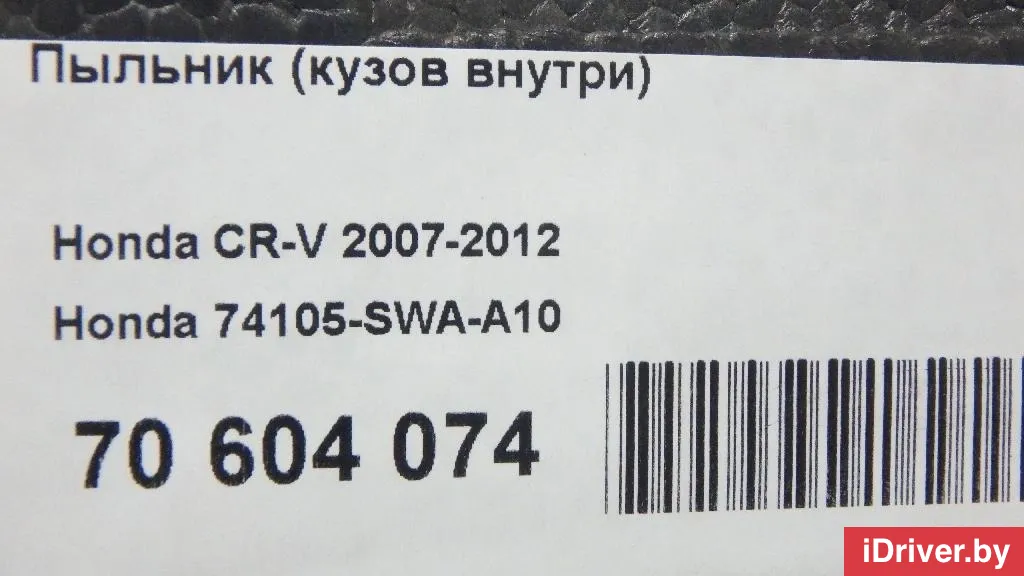 Пыльник (кузов внутри)
Honda CR-V 2007-2012
Honda 74105-SWA-A10
70 604 074
iDriver.by